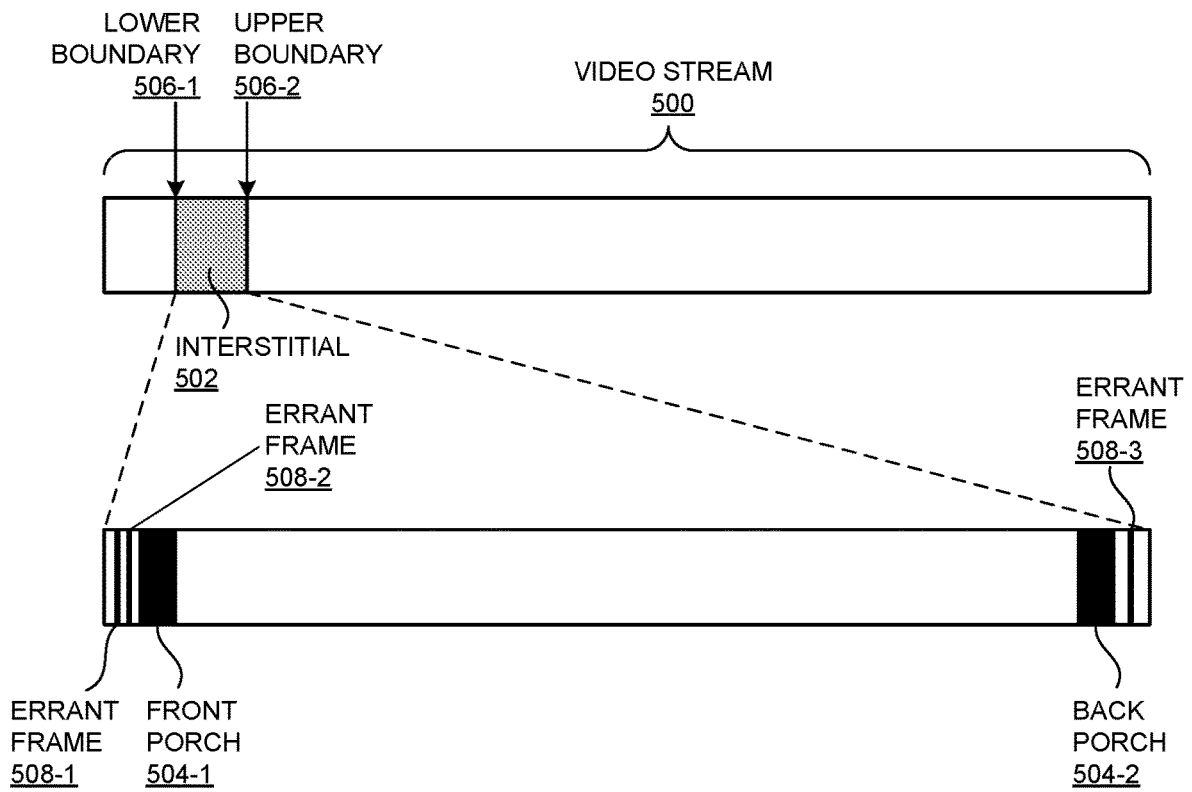 LOWER
BOUNDARY
506-1
UPPER
BOUNDARY
506-2
VIDEO STREAM
500
INTERSTITIAL
502
ERRANT
FRAME
508-2
ERRANT
FRAME
508-3
ERRANT
FRAME
508-1
FRONT
PORCH
504-1
BACK
PORCH
504-2